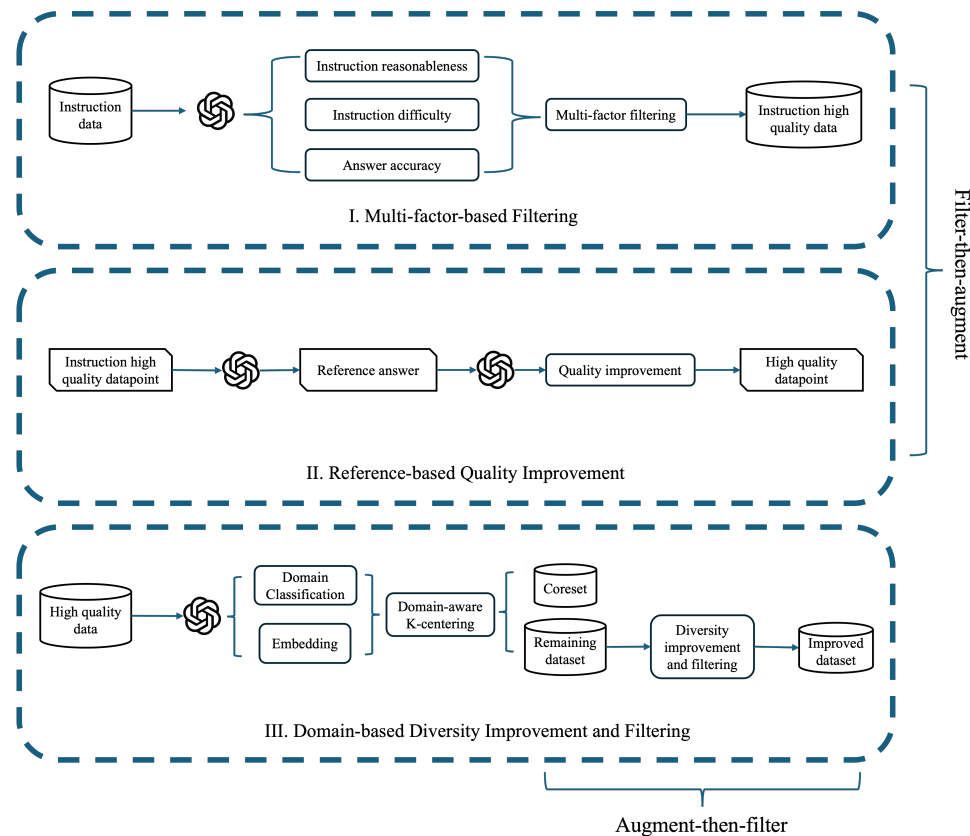 Instruction
data
Instruction reasonableness
Instruction difficulty
Answer accuracy
Multi-factor filtering
Instruction high
quality data
I. Multi-factor-based Filtering
Instruction high
quality datapoint
Reference answer
Quality improvement
High quality
datapoint
II. Reference-based Quality Improvement
Filter-then-augment
High quality
data
Domain
Classification
Embedding
Domain-aware
K-centering
Coreset
Remaining
dataset
Diversity
improvement
and filtering
Improved
dataset
III. Domain-based Diversity Improvement and Filtering
Augment-then-filter